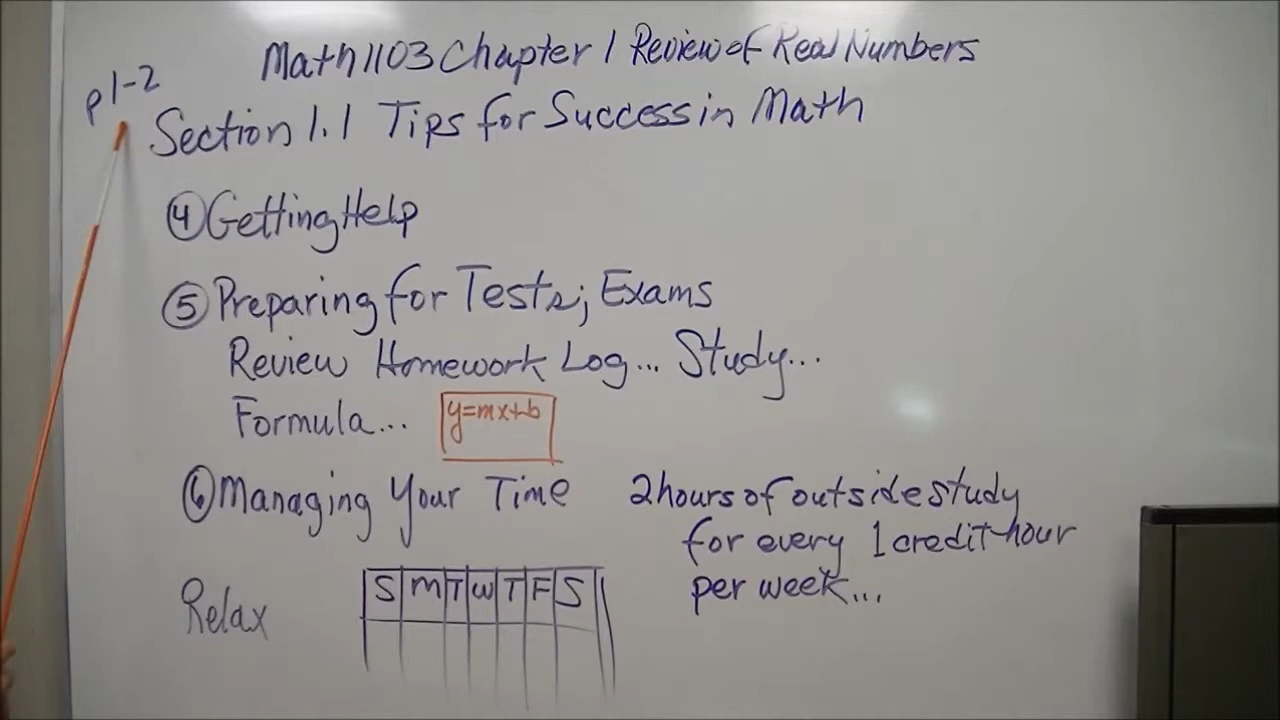 Math 1103 Chapter 1 Review of Real Numbers
p 1-2
Section 1.1 Tips for Success in Math
④ Getting Help
⑤ Preparing for Tests; Exams
Review Homework Log... Study...
Formula... y=mx+b
⑥ Managing Your Time 2 hours of outside study
for every 1 credit hour
per week...
Relax S M T W T F S